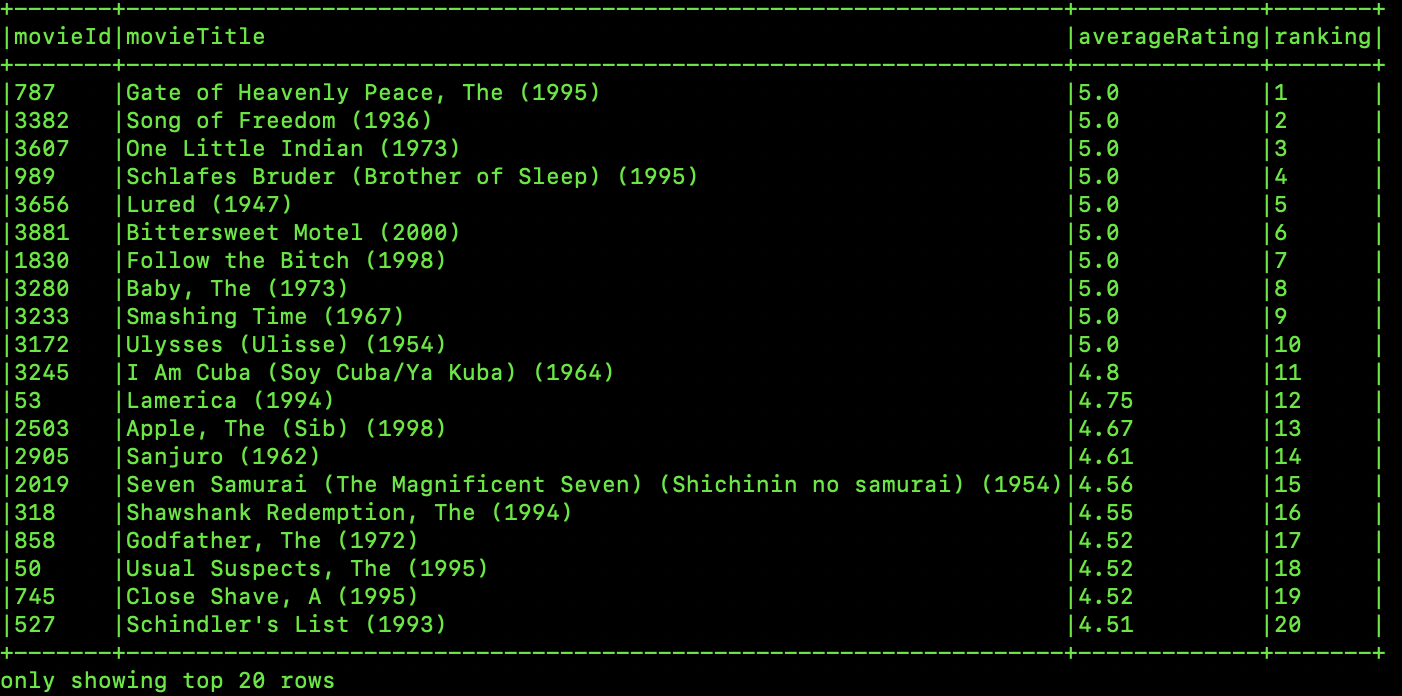 +-------+-------------------------------------------------------------------+-------------+-------+
|movieId|movieTitle                                                         |averageRating|ranking|
+-------+-------------------------------------------------------------------+-------------+-------+
|787    |Gate of Heavenly Peace, The (1995)                                 |5.0          |1      |
|3382   |Song of Freedom (1936)                                             |5.0          |2      |
|3607   |One Little Indian (1973)                                           |5.0          |3      |
|989    |Schlafes Bruder (Brother of Sleep) (1995)                          |5.0          |4      |
|3656   |Lured (1947)                                                       |5.0          |5      |
|3881   |Bittersweet Motel (2000)                                           |5.0          |6      |
|1830   |Follow the Bitch (1998)                                            |5.0          |7      |
|3280   |Baby, The (1973)                                                   |5.0          |8      |
|3233   |Smashing Time (1967)                                               |5.0          |9      |
|3172   |Ulysses (Ulisse) (1954)                                            |5.0          |10     |
|3245   |I Am Cuba (Soy Cuba/Ya Kuba) (1964)                                |4.8          |11     |
|53     |Lamerica (1994)                                                    |4.75         |12     |
|2503   |Apple, The (Sib) (1998)                                            |4.67         |13     |
|2905   |Sanjuro (1962)                                                     |4.61         |14     |
|2019   |Seven Samurai (The Magnificent Seven) (Shichinin no samurai) (1954)|4.56         |15     |
|318    |Shawshank Redemption, The (1994)                                   |4.55         |16     |
|858    |Godfather, The (1972)                                              |4.52         |17     |
|50     |Usual Suspects, The (1995)                                         |4.52         |18     |
|745    |Close Shave, A (1995)                                              |4.52         |19     |
|527    |Schindler's List (1993)                                            |4.51         |20     |
+-------+-------------------------------------------------------------------+-------------+-------+
only showing top 20 rows